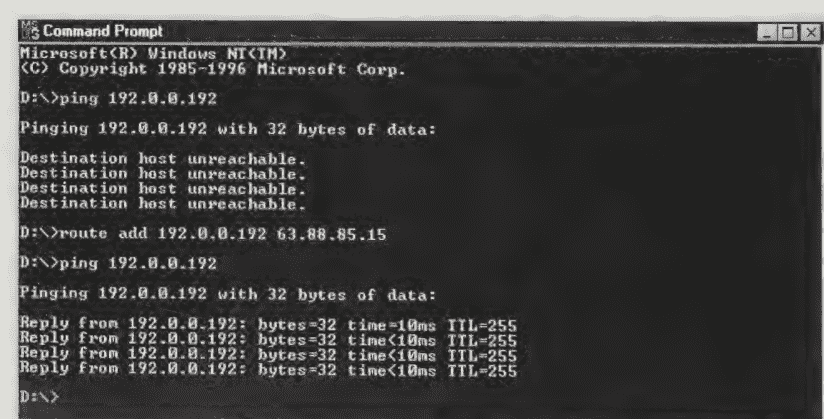 MS
Command Prompt
Microsoft(R) Windows NT(TM)
(C) Copyright 1985-1996 Microsoft Corp.
D:\>ping 192.0.0.192
Pinging 192.0.0.192 with 32 bytes of data:
Destination host unreachable.
Destination host unreachable.
Destination host unreachable.
Destination host unreachable.
D:\>route add 192.0.0.192 63.88.85.15
D:\>ping 192.0.0.192
Pinging 192.0.0.192 with 32 bytes of data:
Reply from 192.0.0.192: bytes=32 time=10ms TTL=255
Reply from 192.0.0.192: bytes=32 time<10ms TTL=255
Reply from 192.0.0.192: bytes=32 time<10ms TTL=255
Reply from 192.0.0.192: bytes=32 time<10ms TTL=255
D:\>